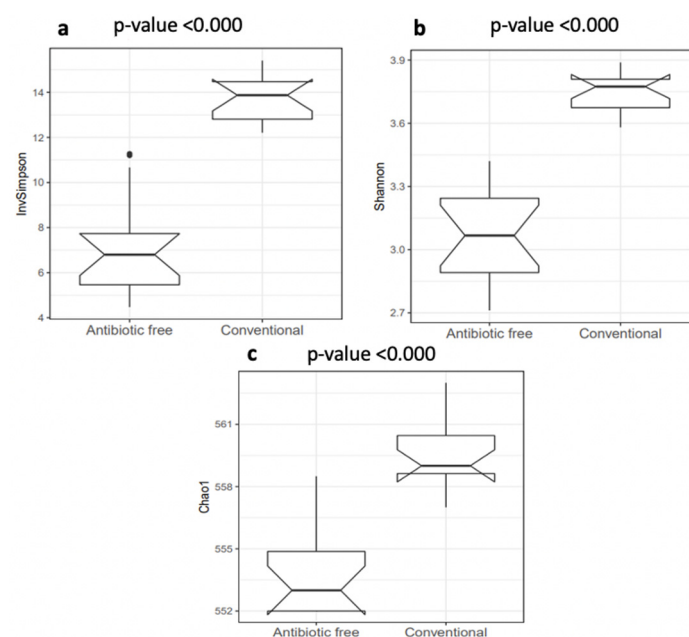 a p-value <0.000
InvSimpson
14
12
10
8
6
4
Antibiotic free Conventional
b p-value <0.000
Shannon
3.9
3.6
3.3
3.0
2.7
Antibiotic free Conventional
c p-value <0.000
Chao1
561
558
555
552
Antibiotic free Conventional